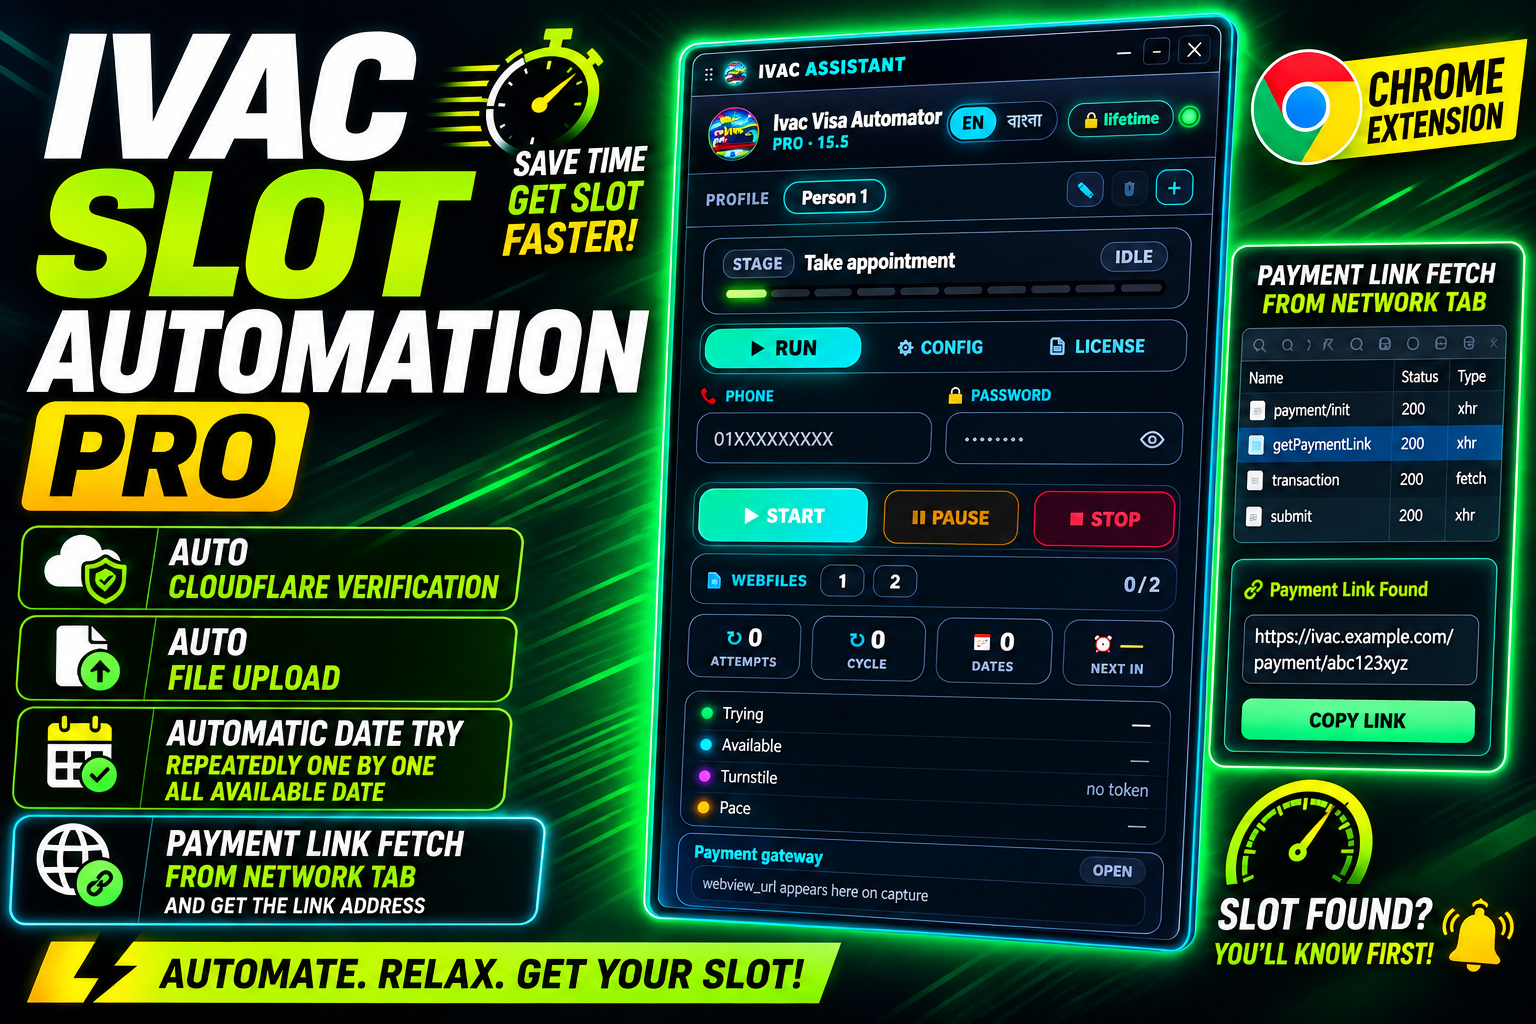 IVAC
SLOT
AUTOMATION
PRO
SAVE TIME
GET SLOT
FASTER!
AUTO
CLOUDFLARE VERIFICATION
AUTO
FILE UPLOAD
AUTOMATIC DATE TRY
REPEATEDLY ONE BY ONE
ALL AVAILABLE DATE
PAYMENT LINK FETCH
FROM NETWORK TAB
AND GET THE LINK ADDRESS
AUTOMATE. RELAX. GET YOUR SLOT!
IVAC ASSISTANT
Ivac Visa Automator
PRO · 15.5
EN বাংলা
lifetime
PROFILE Person 1
STAGE Take appointment IDLE
RUN CONFIG LICENSE
PHONE PASSWORD
01XXXXXXXXX ········
START PAUSE STOP
WEBFILES 1 2 0/2
0 0 0 —
ATTEMPTS CYCLE DATES NEXT IN
Trying —
Available —
Turnstile no token
Pace —
Payment gateway OPEN
webview_url appears here on capture
CHROME
EXTENSION
PAYMENT LINK FETCH
FROM NETWORK TAB
Name Status Type
payment/init 200 xhr
getPaymentLink 200 xhr
transaction 200 fetch
submit 200 xhr
Payment Link Found
https://ivac.example.com/
payment/abc123xyz
COPY LINK
SLOT FOUND?
YOU'LL KNOW FIRST!